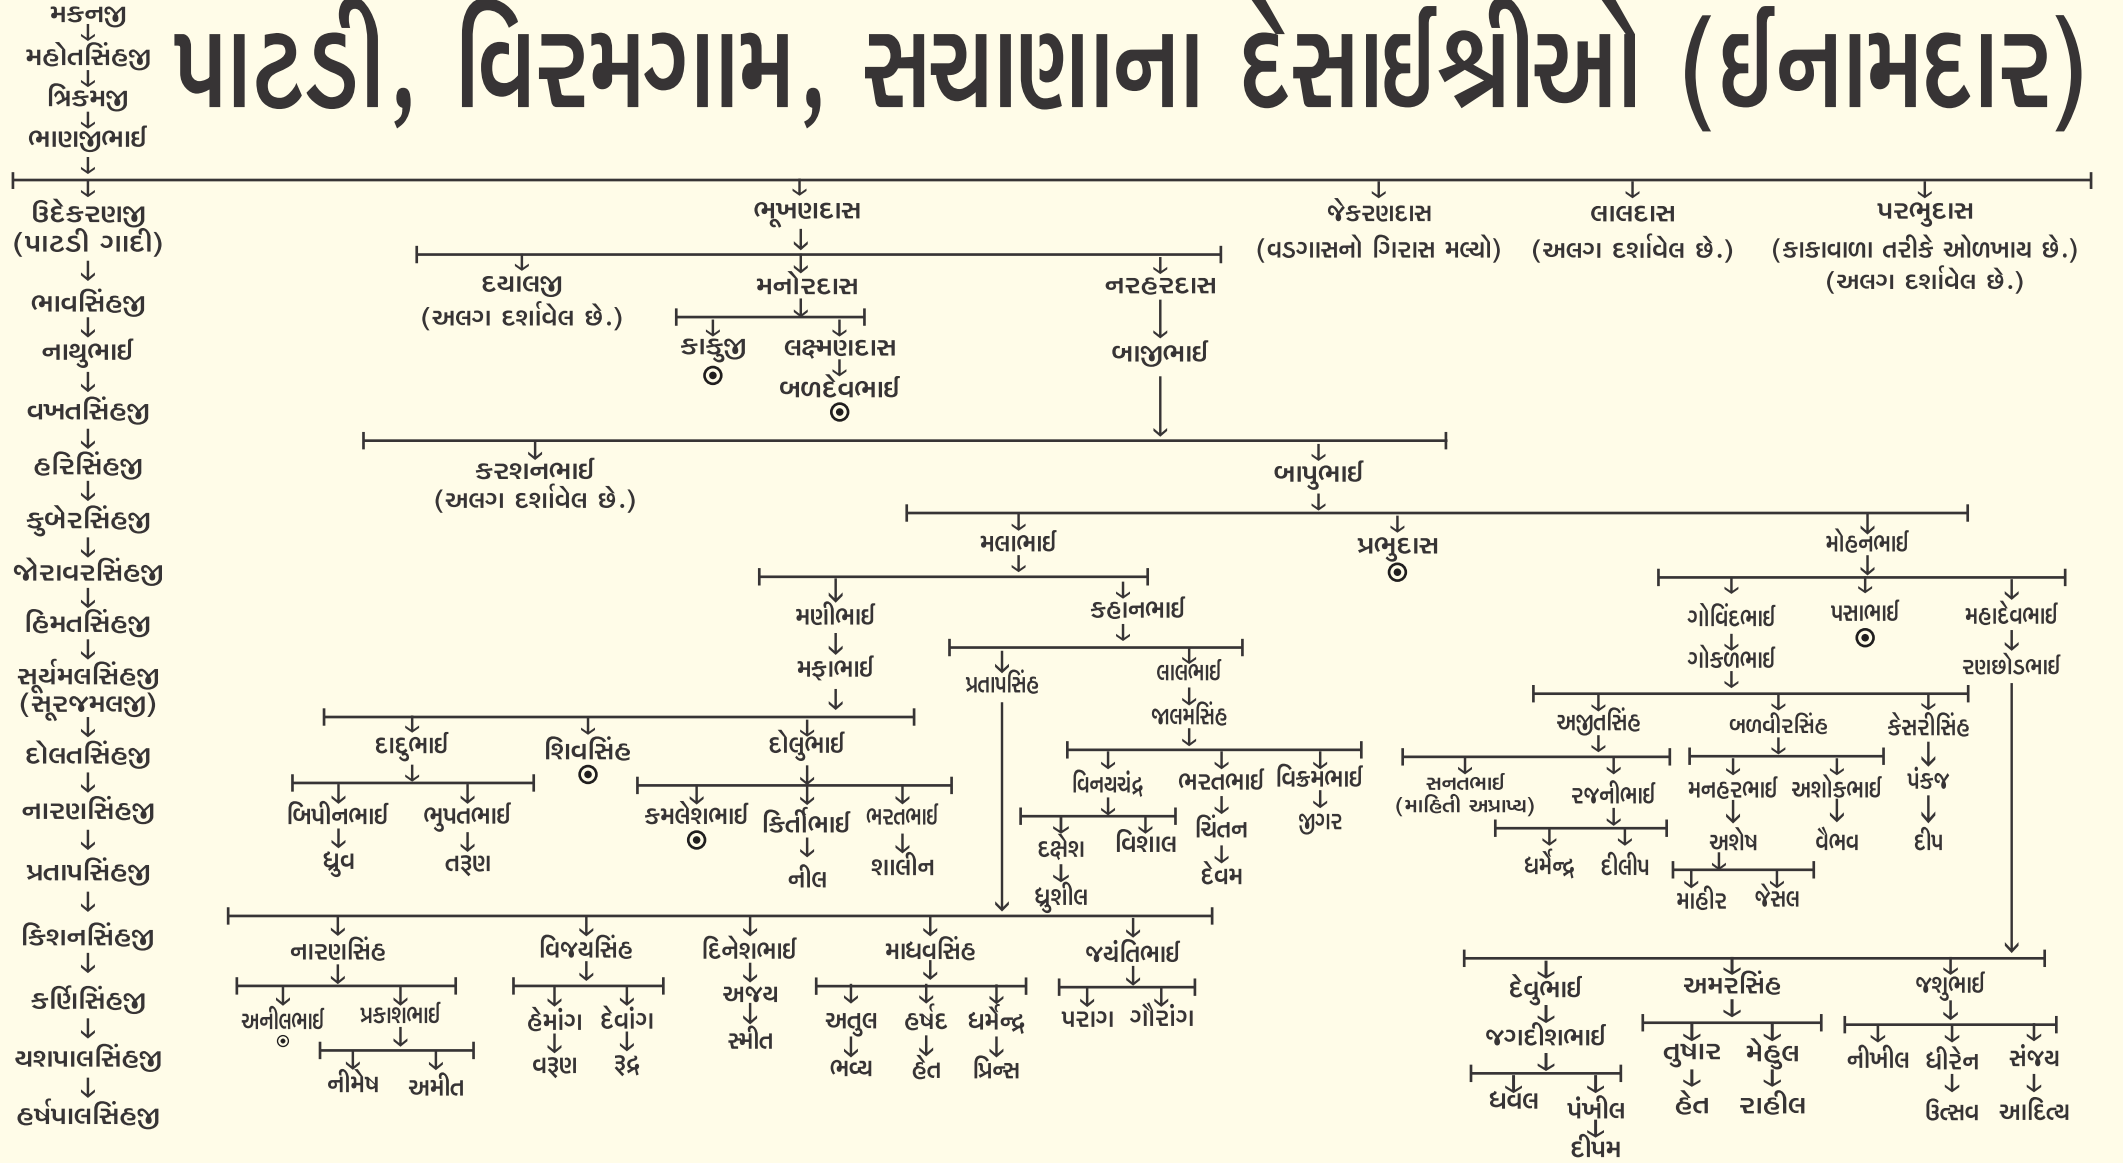 પાટડી, વિરમગામ, સચાણાના દેસાઈશ્રીઓ (ઈનામદાર)
મકનજી
મહોતસિંહજી
ત્રિકમજી
ભાણજીભાઈ
ઉદેકરણજી
(પાટડી ગાદી)
ભાવસિંહજી
નાથુભાઈ
વખતસિંહજી
હરિસિંહજી
કુબેરસિંહજી
જોરાવરસિંહજી
હિમતસિંહજી
સૂર્યમલસિંહજી
(સૂરજમલજી)
દોલતસિંહજી
નારણસિંહજી
પ્રતાપસિંહજી
કિશનસિંહજી
કર્ણિસિંહજી
યશપાલસિંહજી
હર્ષપાલસિંહજી
ભૂખણદાસ
જેકરણદાસ
લાલદાસ
પરભુદાસ
(વડગાસનો ગિરાસ મલ્યો)
(અલગ દર્શાવેલ છે.)
(કાકાવાળા તરીકે ઓળખાય છે.)
(અલગ દર્શાવેલ છે.)
દયાલજી
મનોરદાસ
નરહરદાસ
(અલગ દર્શાવેલ છે.)
કાકુજી
લક્ષ્મણદાસ
બાજીભાઈ
બળદેવભાઈ
કરશનભાઈ
(અલગ દર્શાવેલ છે.)
બાપુભાઈ
મલાભાઈ
પ્રભુદાસ
મોહનભાઈ
મણીભાઈ
કહાનભાઈ
ગોવિંદભાઈ
પસાભાઈ
મહાદેવભાઈ
મફાભાઈ
પ્રતાપસિંહ
લાલભાઈ
ગોકળભાઈ
રણછોડભાઈ
જાલમસિંહ
અજીતસિંહ
બળવીરસિંહ
કેસરીસિંહ
દાદુભાઈ
શિવસિંહ
દોલુભાઈ
વિનયચંદ્ર
ભરતભાઈ
વિક્રમભાઈ
સનતભાઈ
(માહિતી અપ્રાપ્ય)
રજનીભાઈ
મનહરભાઈ
અશોકભાઈ
પંકજ
બિપીનભાઈ
ભુપતભાઈ
કમલેશભાઈ
કિર્તીભાઈ
ભરતભાઈ
દક્ષેશ
વિશાલ
ચિંતન
જીગર
ધર્મેન્દ્ર
દીલીપ
અશેષ
વૈભવ
દીપ
ધ્રુવ
તરૂણ
નીલ
શાલીન
ધ્રુશીલ
દેવમ
માહીર
જેસલ
નારણસિંહ
વિજયસિંહ
દિનેશભાઈ
માધવસિંહ
જયંતિભાઈ
અનીલભાઈ
પ્રકાશભાઈ
હેમાંગ
દેવાંગ
અજય
અતુલ
હર્ષદ
ધર્મેન્દ્ર
પરાગ
ગૌરાંગ
નીમેષ
અમીત
વરૂણ
રૂદ્ર
સ્મીત
ભવ્ય
હેત
પ્રિન્સ
દેવુભાઈ
અમરસિંહ
જશુભાઈ
જગદીશભાઈ
તુષાર
મેહુલ
નીખીલ
ધીરેન
સંજય
ધવલ
પંખીલ
હેત
રાહીલ
ઉત્સવ
આદિત્ય
દીપમ